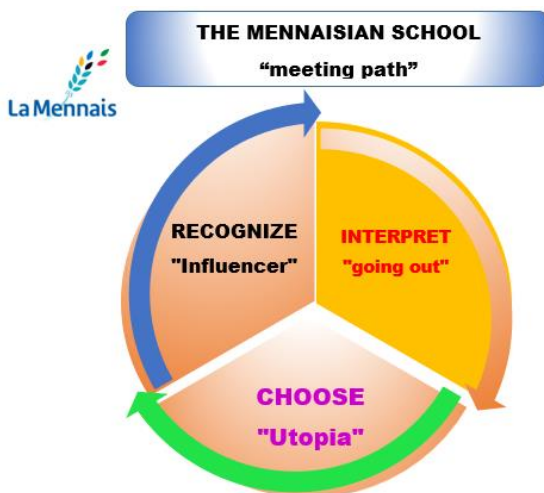 THE MENNAISIAN SCHOOL
“meeting path”
La Mennais
RECOGNIZE
"Influencer"
INTERPRET
"going out"
CHOOSE
"Utopia"